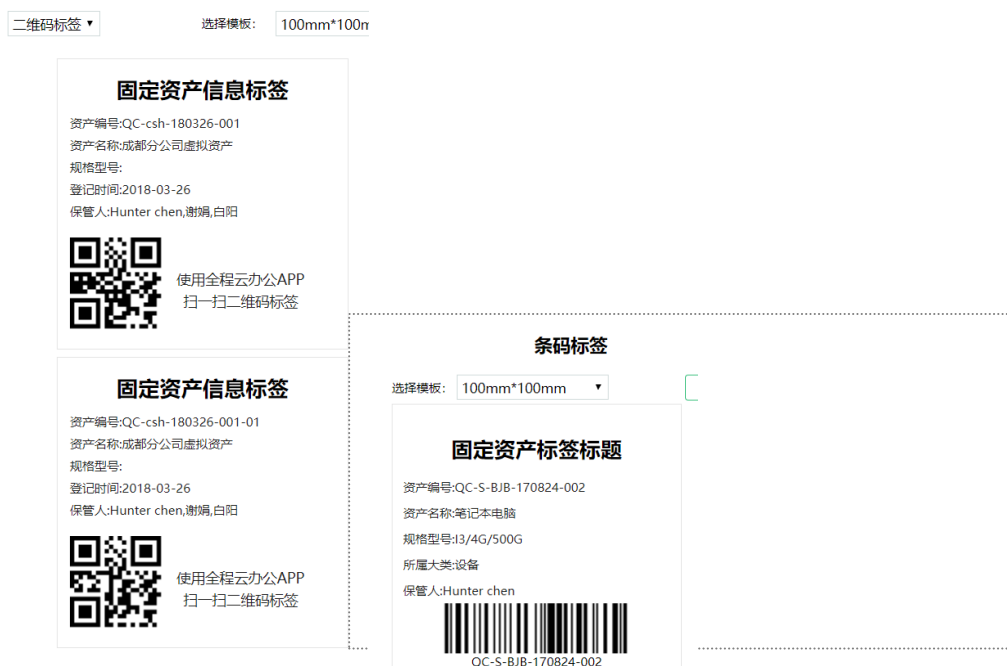 二维码标签 选择模板： 100mm*100m
固定资产信息标签
资产编号:QC-csh-180326-001
资产名称:成都分公司虚拟资产
规格型号:
登记时间:2018-03-26
保管人:Hunter chen,谢娟,白阳
使用全程云办公APP
扫一扫二维码标签
固定资产信息标签
资产编号:QC-csh-180326-001-01
资产名称:成都分公司虚拟资产
规格型号:
登记时间:2018-03-26
保管人:Hunter chen,谢娟,白阳
使用全程云办公APP
扫一扫二维码标签
条码标签
选择模板： 100mm*100mm
固定资产标签标题
资产编号:QC-S-BJB-170824-002
资产名称:笔记本电脑
规格型号:I3/4G/500G
所属大类:设备
保管人:Hunter chen
QC-S-BJB-170824-002